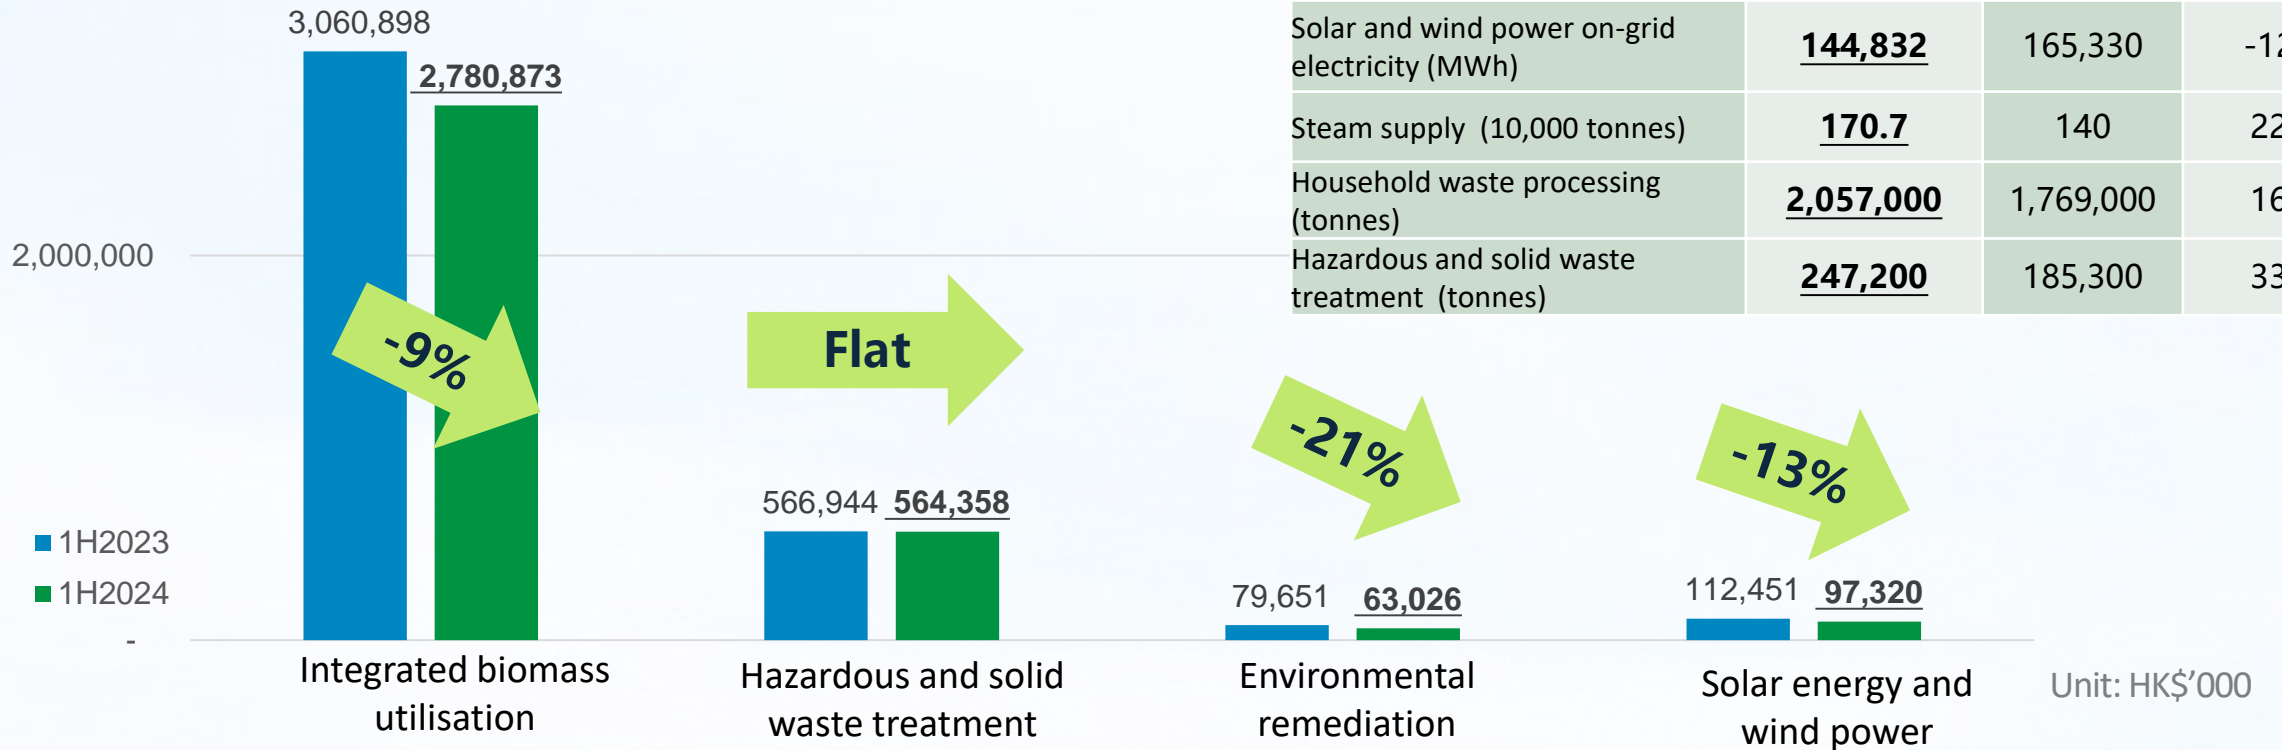 3,060,898
2,780,873
Solar and wind power on-grid
electricity (MWh)
144,832
165,330
Steam supply (10,000 tonnes)
170.7
140
Household waste processing
(tonnes)
2,057,000
1,769,000
Hazardous and solid waste
treatment (tonnes)
247,200
185,300
2,000,000
-9%
Flat
-21%
-13%
566,944
564,358
79,651
63,026
112,451
97,320
1H2023
1H2024
-
Integrated biomass
utilisation
Hazardous and solid
waste treatment
Environmental
remediation
Solar energy and
wind power
Unit: HK$’000